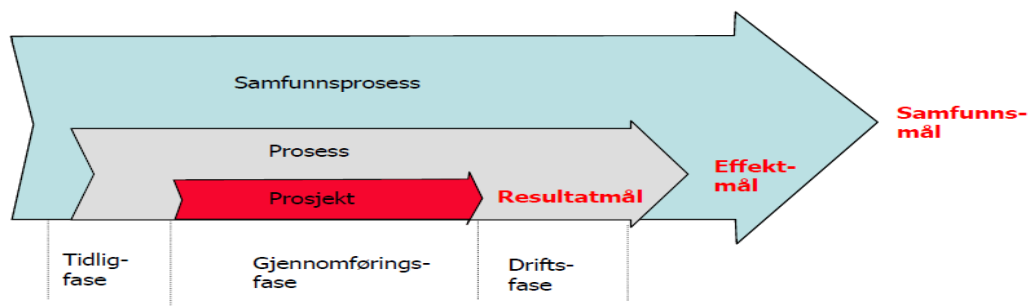 Samfunnsprosess
Samfunns-
mål
Prosess
Effekt-
mål
Prosjekt
Resultatmål
Tidlig-
fase
Gjennomførings-
fase
Drifts-
fase